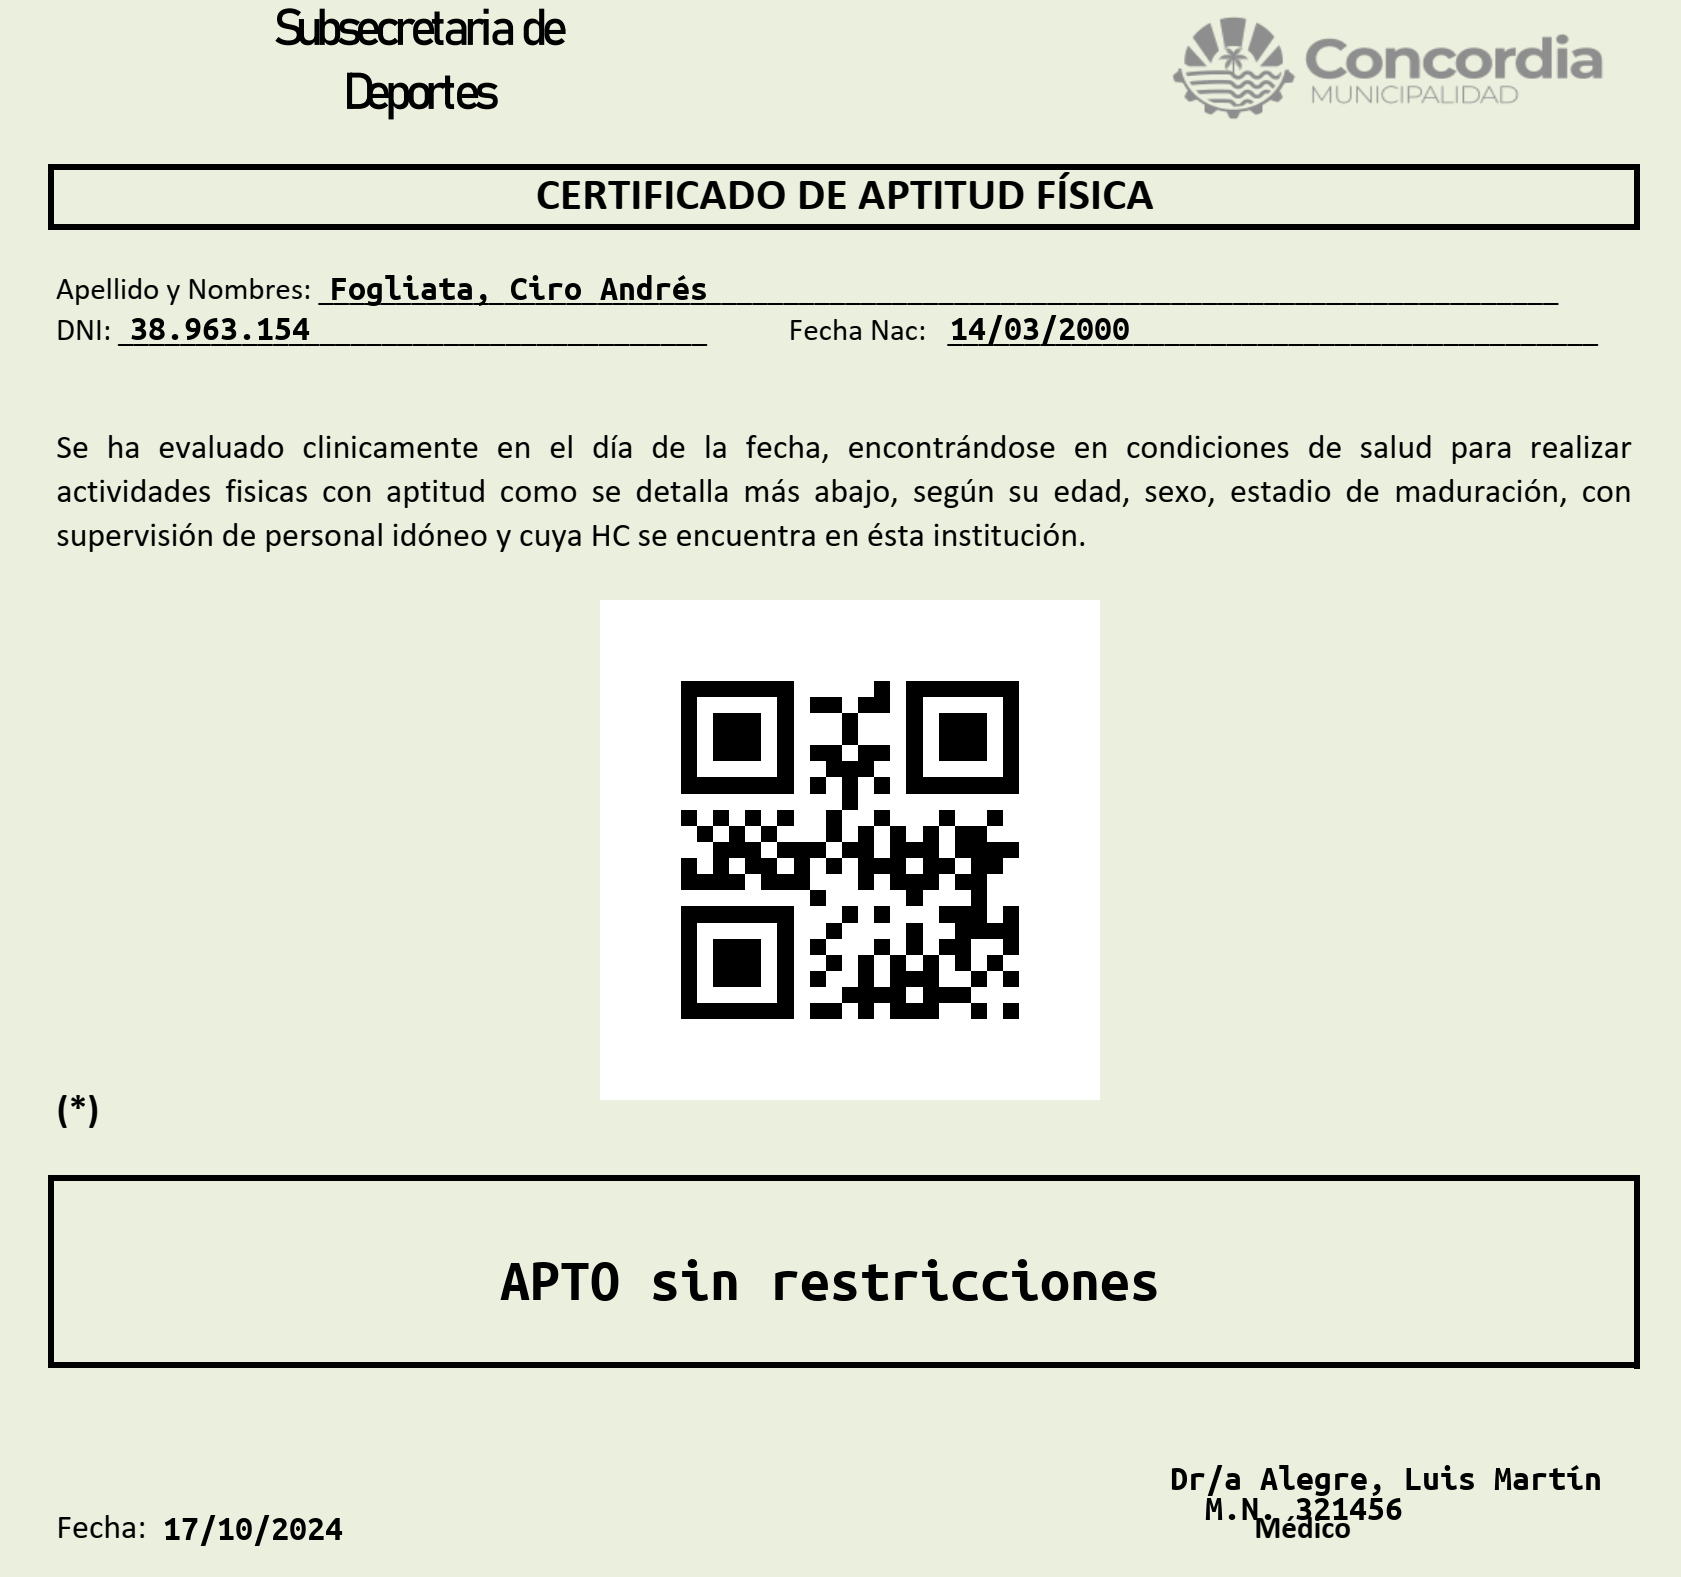 Subsecretaria de
Deportes
Concordia
MUNICIPALIDAD
CERTIFICADO DE APTITUD FÍSICA
Apellido y Nombres: Fogliata, Ciro Andrés
DNI: 38.963.154 Fecha Nac: 14/03/2000
Se ha evaluado clinicamente en el día de la fecha, encontrándose en condiciones de salud para realizar
actividades fisicas con aptitud como se detalla más abajo, según su edad, sexo, estadio de maduración, con
supervisión de personal idóneo y cuya HC se encuentra en ésta institución.
(*)
APTO sin restricciones
Dr/a Alegre, Luis Martín
M.N. 321456
Médico
Fecha: 17/10/2024